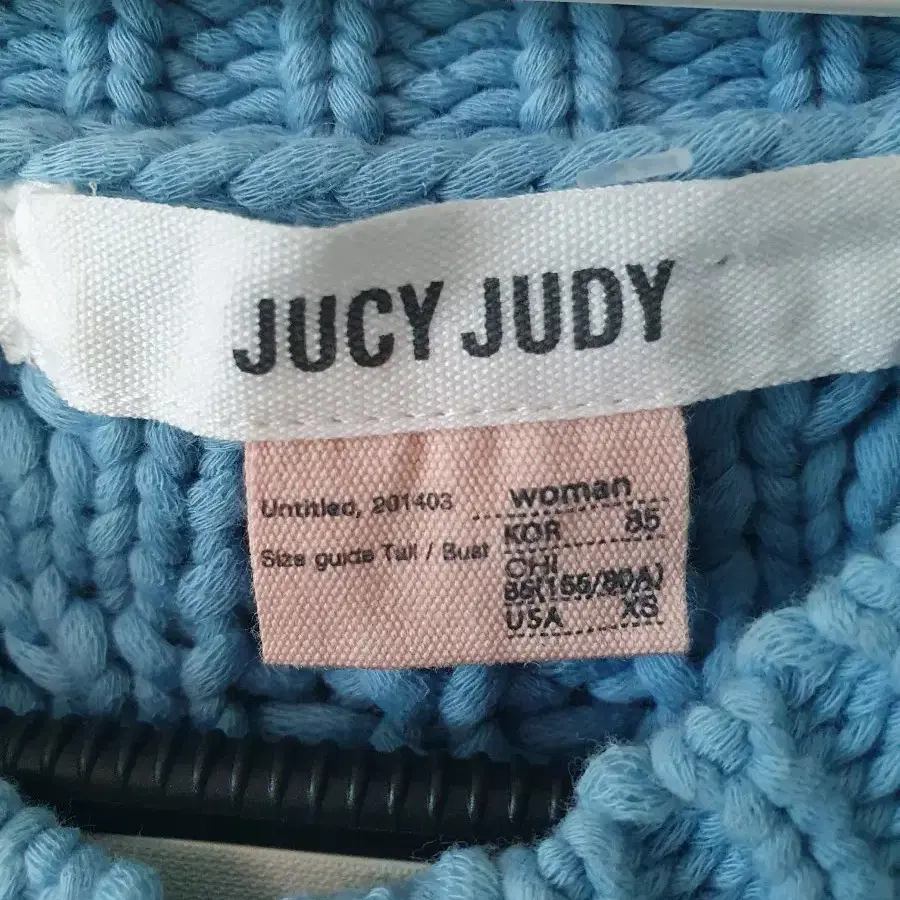 JUCY JUDY
Untitled, 201403
Size guide Tall / Bust
woman
KOR 85
CHI
85(155/80A)
USA XS